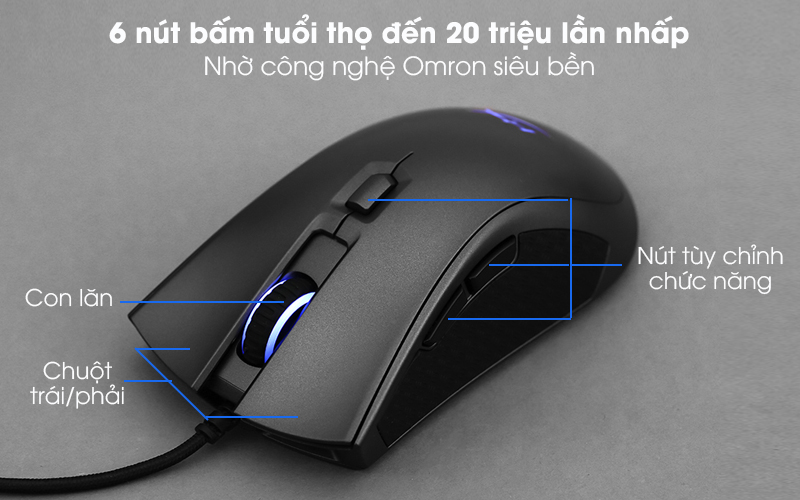 6 nút bấm tuổi thọ đến 20 triệu lần nhấp
Nhờ công nghệ Omron siêu bền
Nút tùy chỉnh
chức năng
Con lăn
Chuột
trái/phải